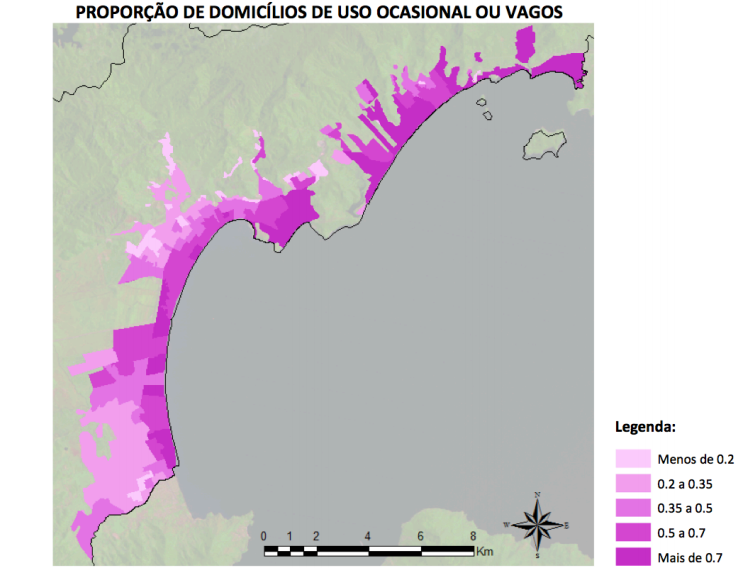 PROPORÇÃO DE DOMICÍLIOS DE USO OCASIONAL OU VAGOS
Legenda:
Menos de 0.2
0.2 a 0.35
0.35 a 0.5
0.5 a 0.7
Mais de 0.7
N
W E
S
0 1 2 4 6 8
Km